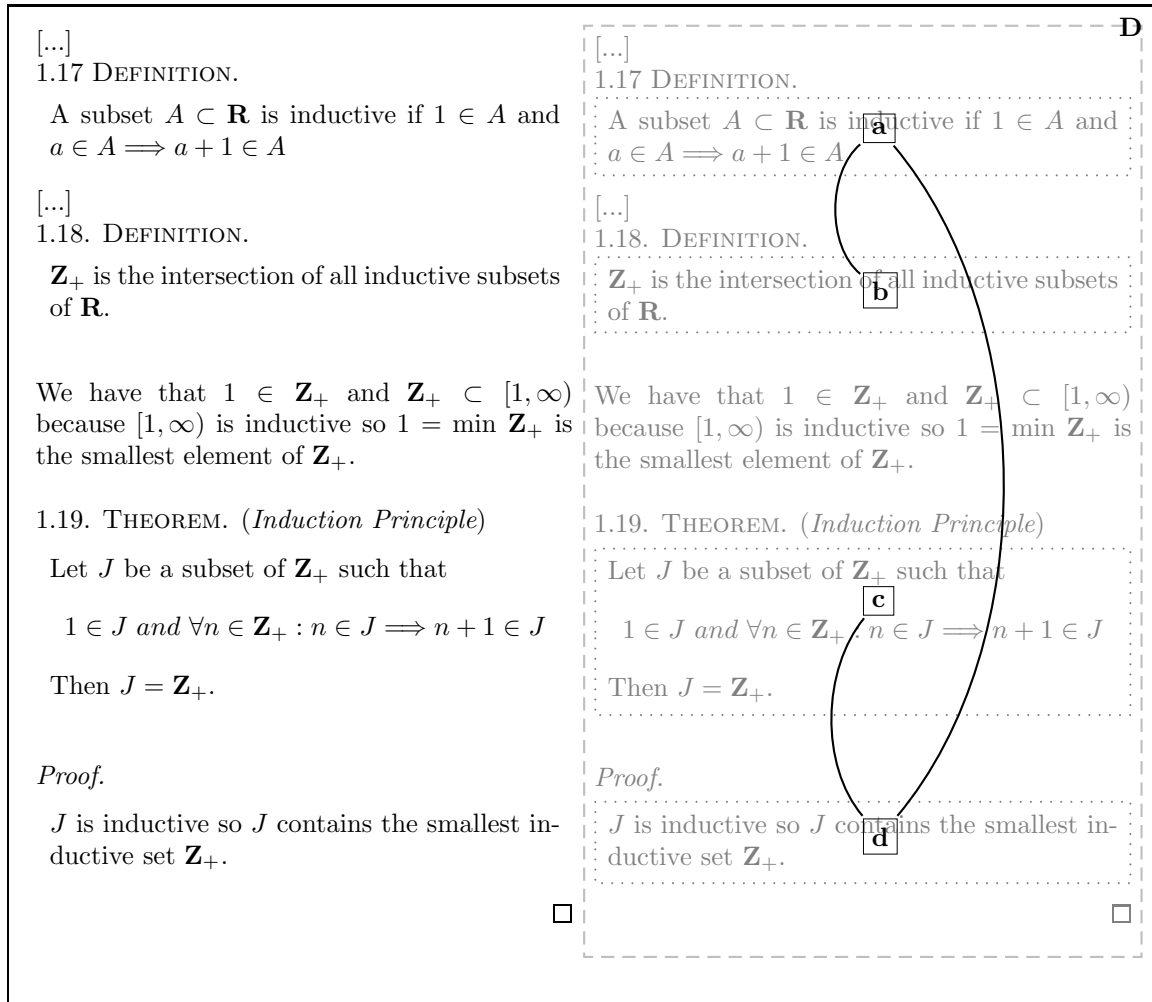 [...]
1.17 DEFINITION.
A subset A ⊂ R is inductive if 1 ∈ A and
a ∈ A ⟹ a + 1 ∈ A
[...]
1.18. DEFINITION.
Z₊ is the intersection of all inductive subsets
of R.
We have that 1 ∈ Z₊ and Z₊ ⊂ [1, ∞)
because [1, ∞) is inductive so 1 = min Z₊ is
the smallest element of Z₊.
1.19. THEOREM. (Induction Principle)
Let J be a subset of Z₊ such that
1 ∈ J and ∀n ∈ Z₊ : n ∈ J ⟹ n + 1 ∈ J
Then J = Z₊.
Proof.
J is inductive so J contains the smallest in-
ductive set Z₊.
□
D
[...]
1.17 DEFINITION.
A subset A ⊂ R is inductive if 1 ∈ A and
a
a ∈ A ⟹ a + 1 ∈ A
[...]
1.18. DEFINITION.
Z₊ is the intersection of all inductive subsets
b
of R.
We have that 1 ∈ Z₊ and Z₊ ⊂ [1, ∞)
because [1, ∞) is inductive so 1 = min Z₊ is
the smallest element of Z₊.
1.19. THEOREM. (Induction Principle)
Let J be a subset of Z₊ such that
c
1 ∈ J and ∀n ∈ Z₊ : n ∈ J ⟹ n + 1 ∈ J
Then J = Z₊.
Proof.
J is inductive so J contains the smallest in-
d
ductive set Z₊.
□